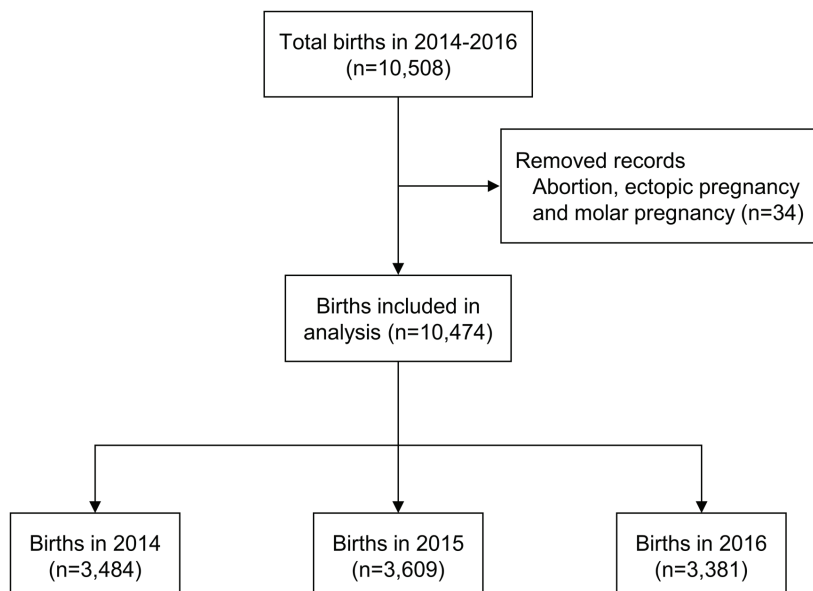 Total births in 2014-2016
(n=10,508)
Removed records
Abortion, ectopic pregnancy
and molar pregnancy (n=34)
Births included in
analysis (n=10,474)
Births in 2014
(n=3,484)
Births in 2015
(n=3,609)
Births in 2016
(n=3,381)